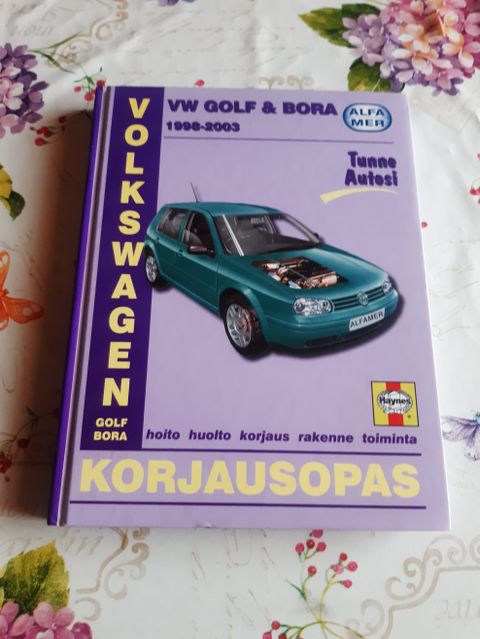 VOLKSWAGEN
GOLF
BORA
VW GOLF & BORA
1998-2003
ALFA
MER
Tunne
Autosi
ALFAMER
Haynes
hoito huolto korjaus rakenne toiminta
KORJAUSOPAS